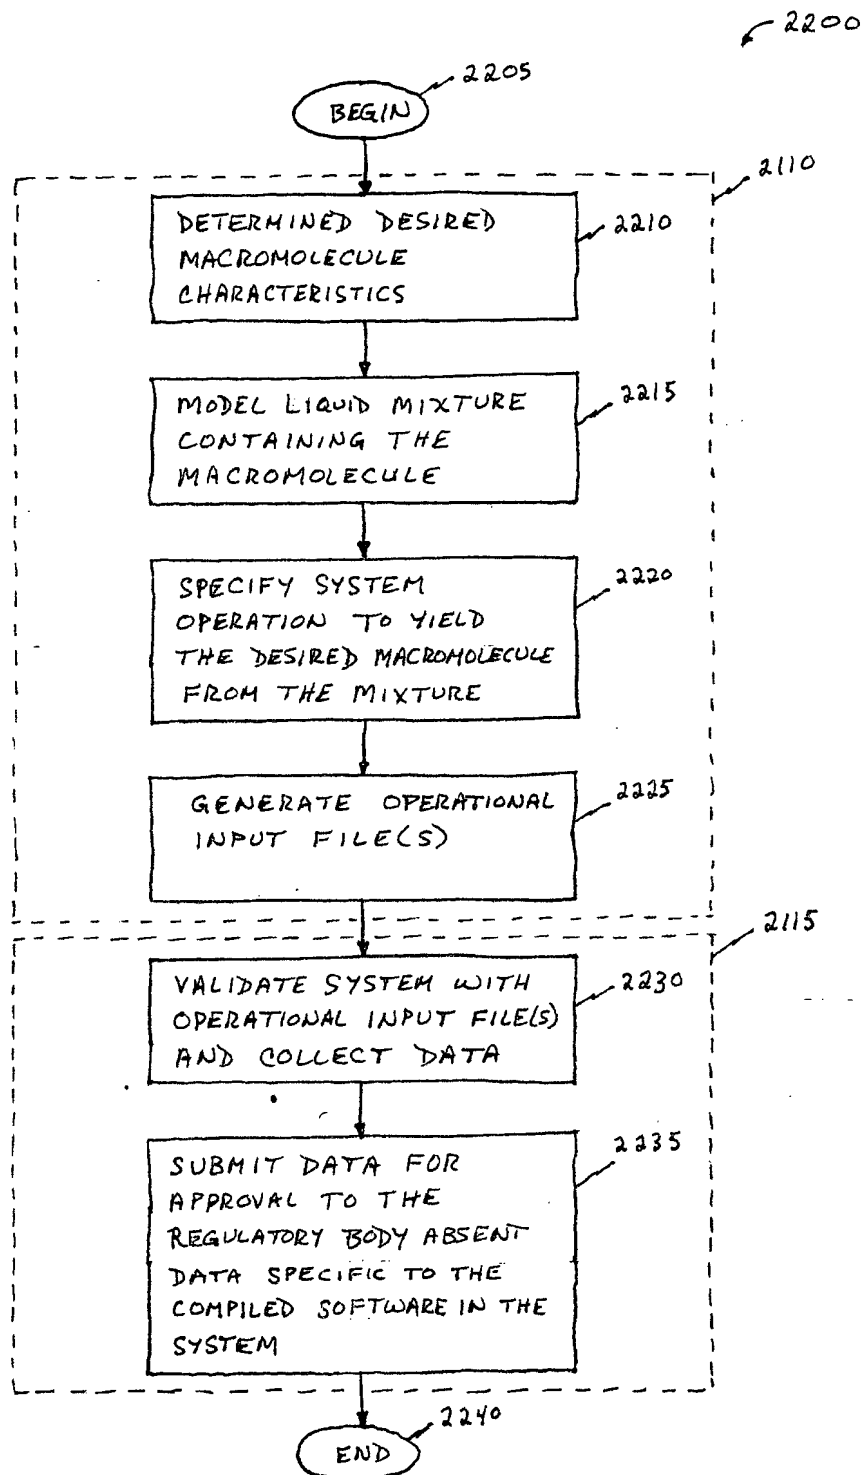 2200
2205
BEGIN
2110
DETERMINED DESIRED
MACROMOLECULE
CHARACTERISTICS
2210
MODEL LIQUID MIXTURE
CONTAINING THE
MACROMOLECULE
2215
SPECIFY SYSTEM
OPERATION TO YIELD
THE DESIRED MACROMOLECULE
FROM THE MIXTURE
2220
GENERATE OPERATIONAL
INPUT FILE(S)
2225
2115
VALIDATE SYSTEM WITH
OPERATIONAL INPUT FILE(S)
AND COLLECT DATA
2230
SUBMIT DATA FOR
APPROVAL TO THE
REGULATORY BODY ABSENT
DATA SPECIFIC TO THE
COMPILED SOFTWARE IN THE
SYSTEM
2235
2240
END